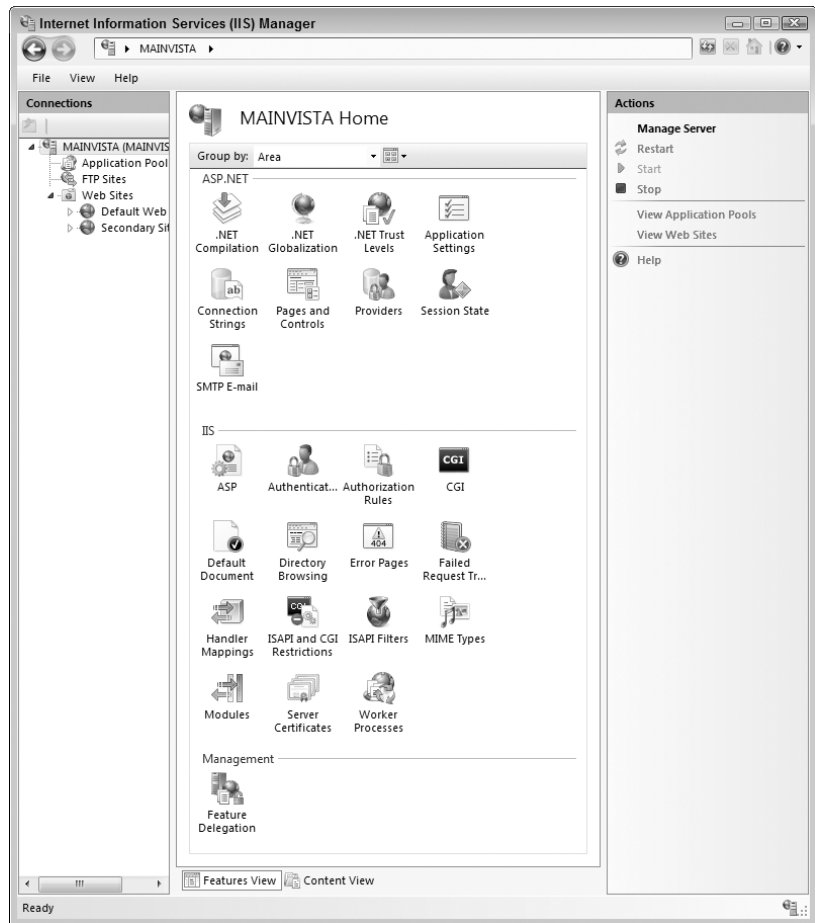 Internet Information Services (IIS) Manager
MAINVISTA
File View Help
Connections
MAINVISTA (MAINVIS
Application Pool
FTP Sites
Web Sites
Default Web
Secondary Sit
MAINVISTA Home
Group by: Area
ASP.NET
.NET Compilation
.NET Globalization
.NET Trust Levels
Application Settings
Connection Strings
ab
Pages and Controls
Providers
Session State
SMTP E-mail
IIS
ASP
Authenticat...
Authorization Rules
CGI
CGI
Default Document
Directory Browsing
404
Error Pages
Failed Request Tr...
Handler Mappings
CGI
ISAPI and CGI Restrictions
ISAPI Filters
MIME Types
Modules
Server Certificates
Worker Processes
Management
Feature Delegation
Features View
Content View
Actions
Manage Server
Restart
Start
Stop
View Application Pools
View Web Sites
Help
Ready